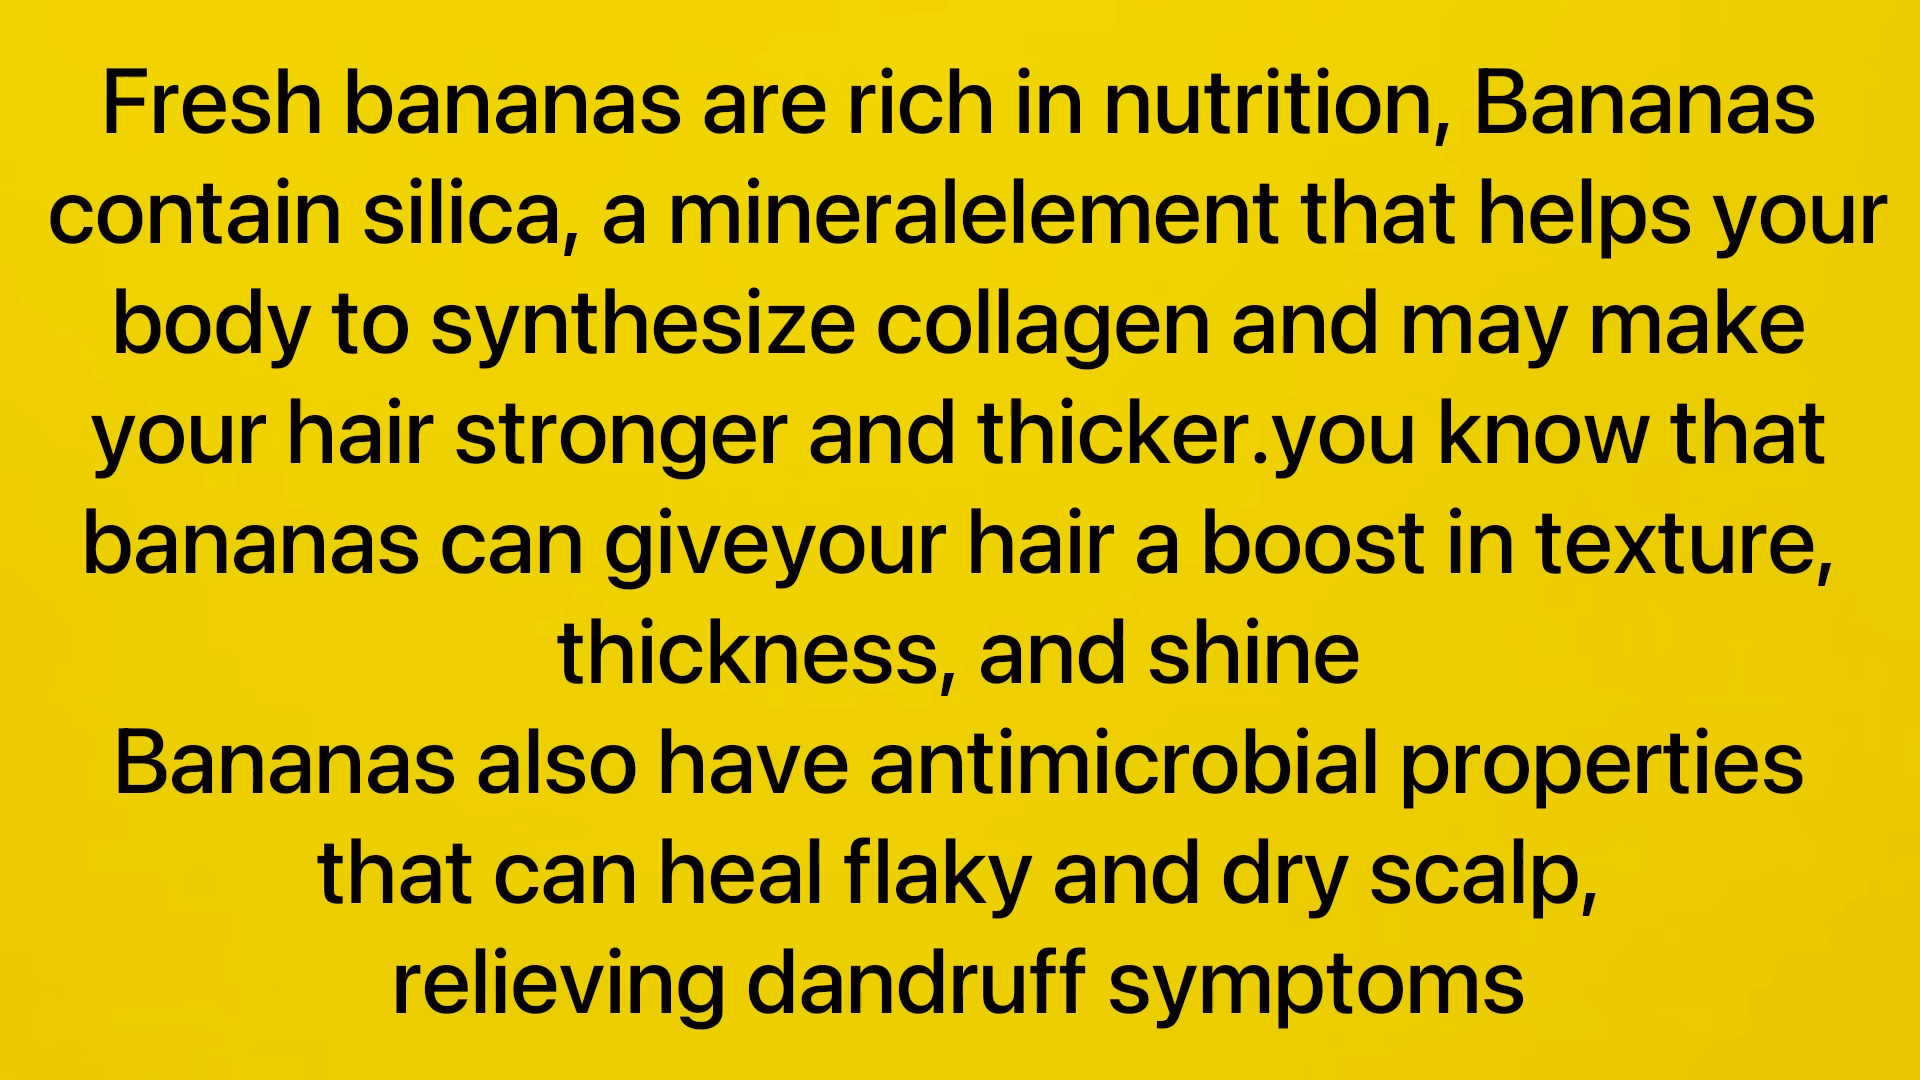 Fresh bananas are rich in nutrition, Bananas
contain silica, a mineralelement that helps your
body to synthesize collagen and may make
your hair stronger and thicker.you know that
bananas can giveyour hair a boost in texture,
thickness, and shine
Bananas also have antimicrobial properties
that can heal flaky and dry scalp,
relieving dandruff symptoms